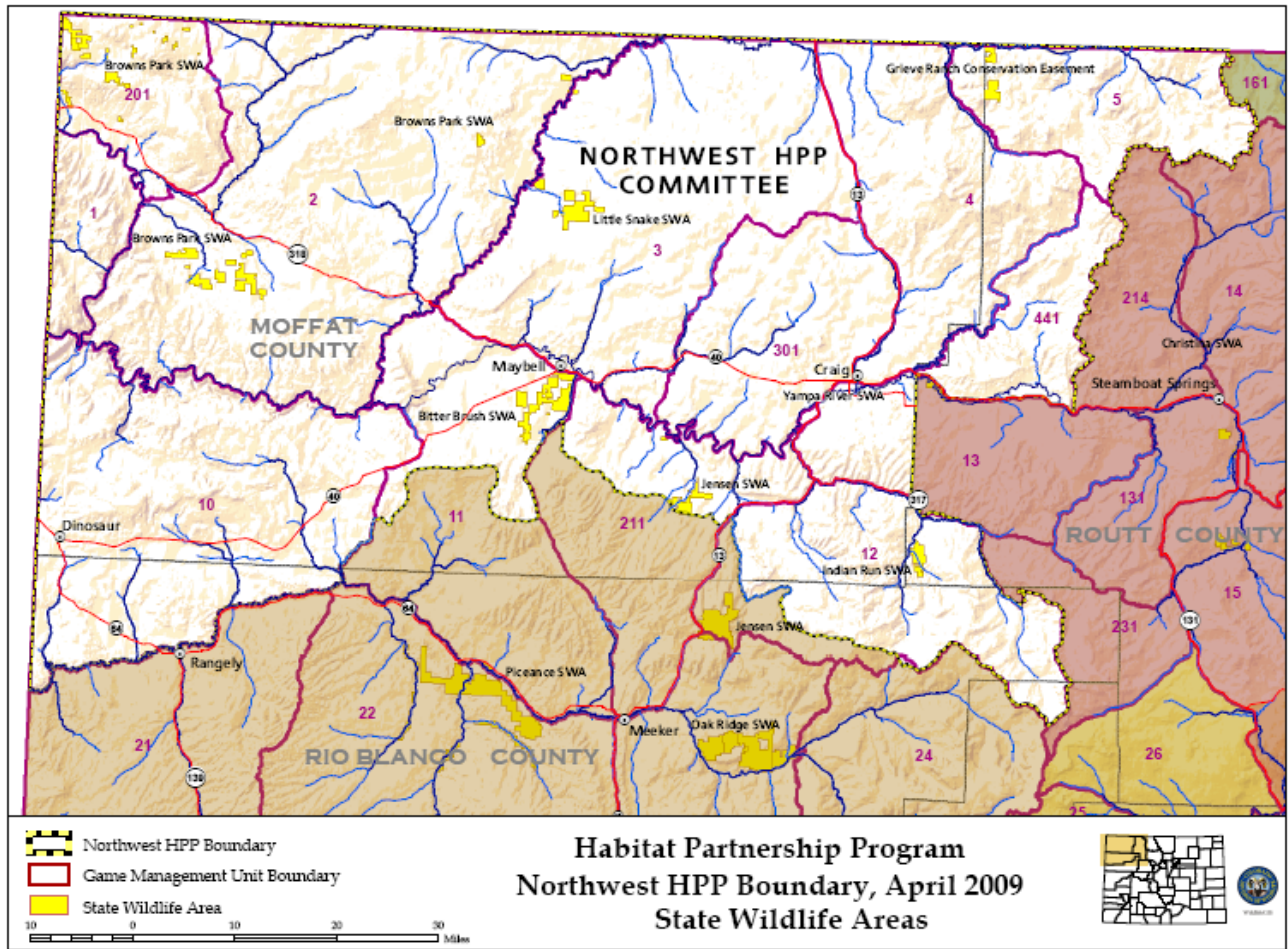 Browns Park SWA
201
Grieve Ranch Conservation Easement
5
161
Browns Park SWA
NORTHWEST HPP
COMMITTEE
13
4
1
2
Little Snake SWA
Browns Park SWA
3
318
214
14
MOFFAT
COUNTY
441
Christina SWA
Maybell
40
301
Craig
Steamboat Springs
Yampa River SWA
Bitter Brush SWA
13
Jensen SWA
131
40
10
11
211
317
Dinosaur
ROUTT COUNTY
13
12
Indian Run SWA
64
64
Jensen SWA
15
231
131
Rangely
Piceance SWA
22
Meeker
Oak Ridge SWA
21
RIO BLANCO COUNTY
24
26
139
25
Northwest HPP Boundary
Game Management Unit Boundary
State Wildlife Area
10 0 10 20 30
Miles
Habitat Partnership Program
Northwest HPP Boundary, April 2009
State Wildlife Areas